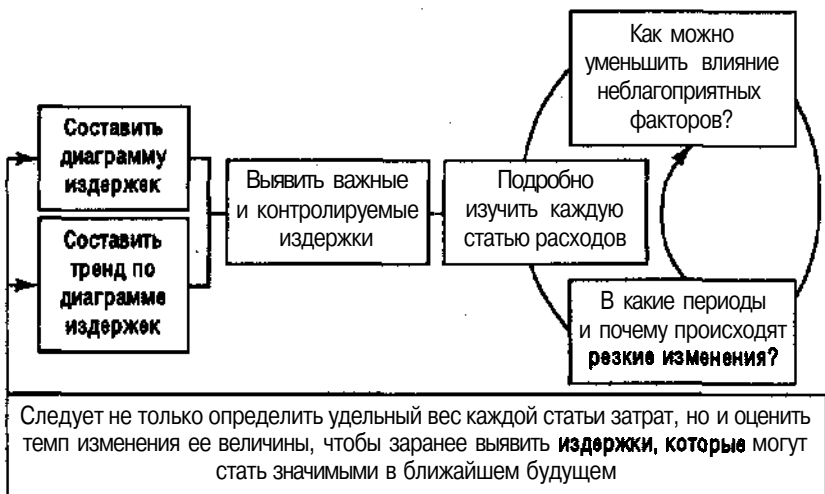 Составить
диаграмму
издержек
Составить
тренд по
диаграмме
издержек
Выявить важные
и контролируемые
издержки
Подробно
изучить каждую
статью расходов
Как можно
уменьшить влияние
неблагоприятных
факторов?
В какие периоды
и почему происходят
резкие изменения?
Следует не только определить удельный вес каждой статьи затрат, но и оценить
темп изменения ее величины, чтобы заранее выявить издержки, которые могут
стать значимыми в ближайшем будущем